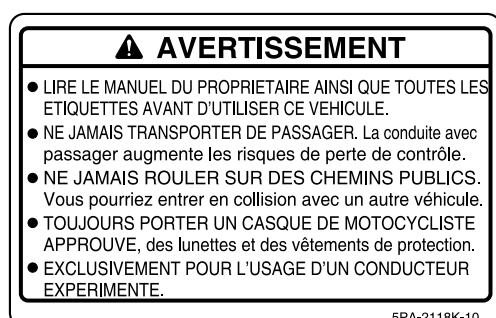 AVERTISSEMENT
● LIRE LE MANUEL DU PROPRIETAIRE AINSI QUE TOUTES LES
ETIQUETTES AVANT D'UTILISER CE VEHICULE.
● NE JAMAIS TRANSPORTER DE PASSAGER. La conduite avec
passager augmente les risques de perte de contrôle.
● NE JAMAIS ROULER SUR DES CHEMINS PUBLICS.
Vous pourriez entrer en collision avec un autre véhicule.
● TOUJOURS PORTER UN CASQUE DE MOTOCYCLISTE
APPROUVE, des lunettes et des vêtements de protection.
● EXCLUSIVEMENT POUR L'USAGE D'UN CONDUCTEUR
EXPERIMENTE.
5PA-2118K-10